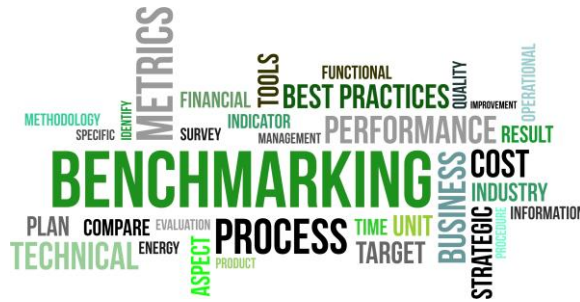 METRICS
TOOLS
FUNCTIONAL
QUALITY
OPERATIONAL
FINANCIAL
BEST PRACTICES
IMPROVEMENT
METHODOLOGY
IDENTIFY
INDICATOR
PERFORMANCE
SPECIFIC
SURVEY
MANAGEMENT
RESULT
BENCHMARKING
BUSINESS
COST
INDUSTRY
STRATEGIC
PROCEDURE
INFORMATION
PLAN
COMPARE
EVALUATION
PROCESS
TIME
UNIT
TECHNICAL
ENERGY
ASPECT
PRODUCT
TARGET